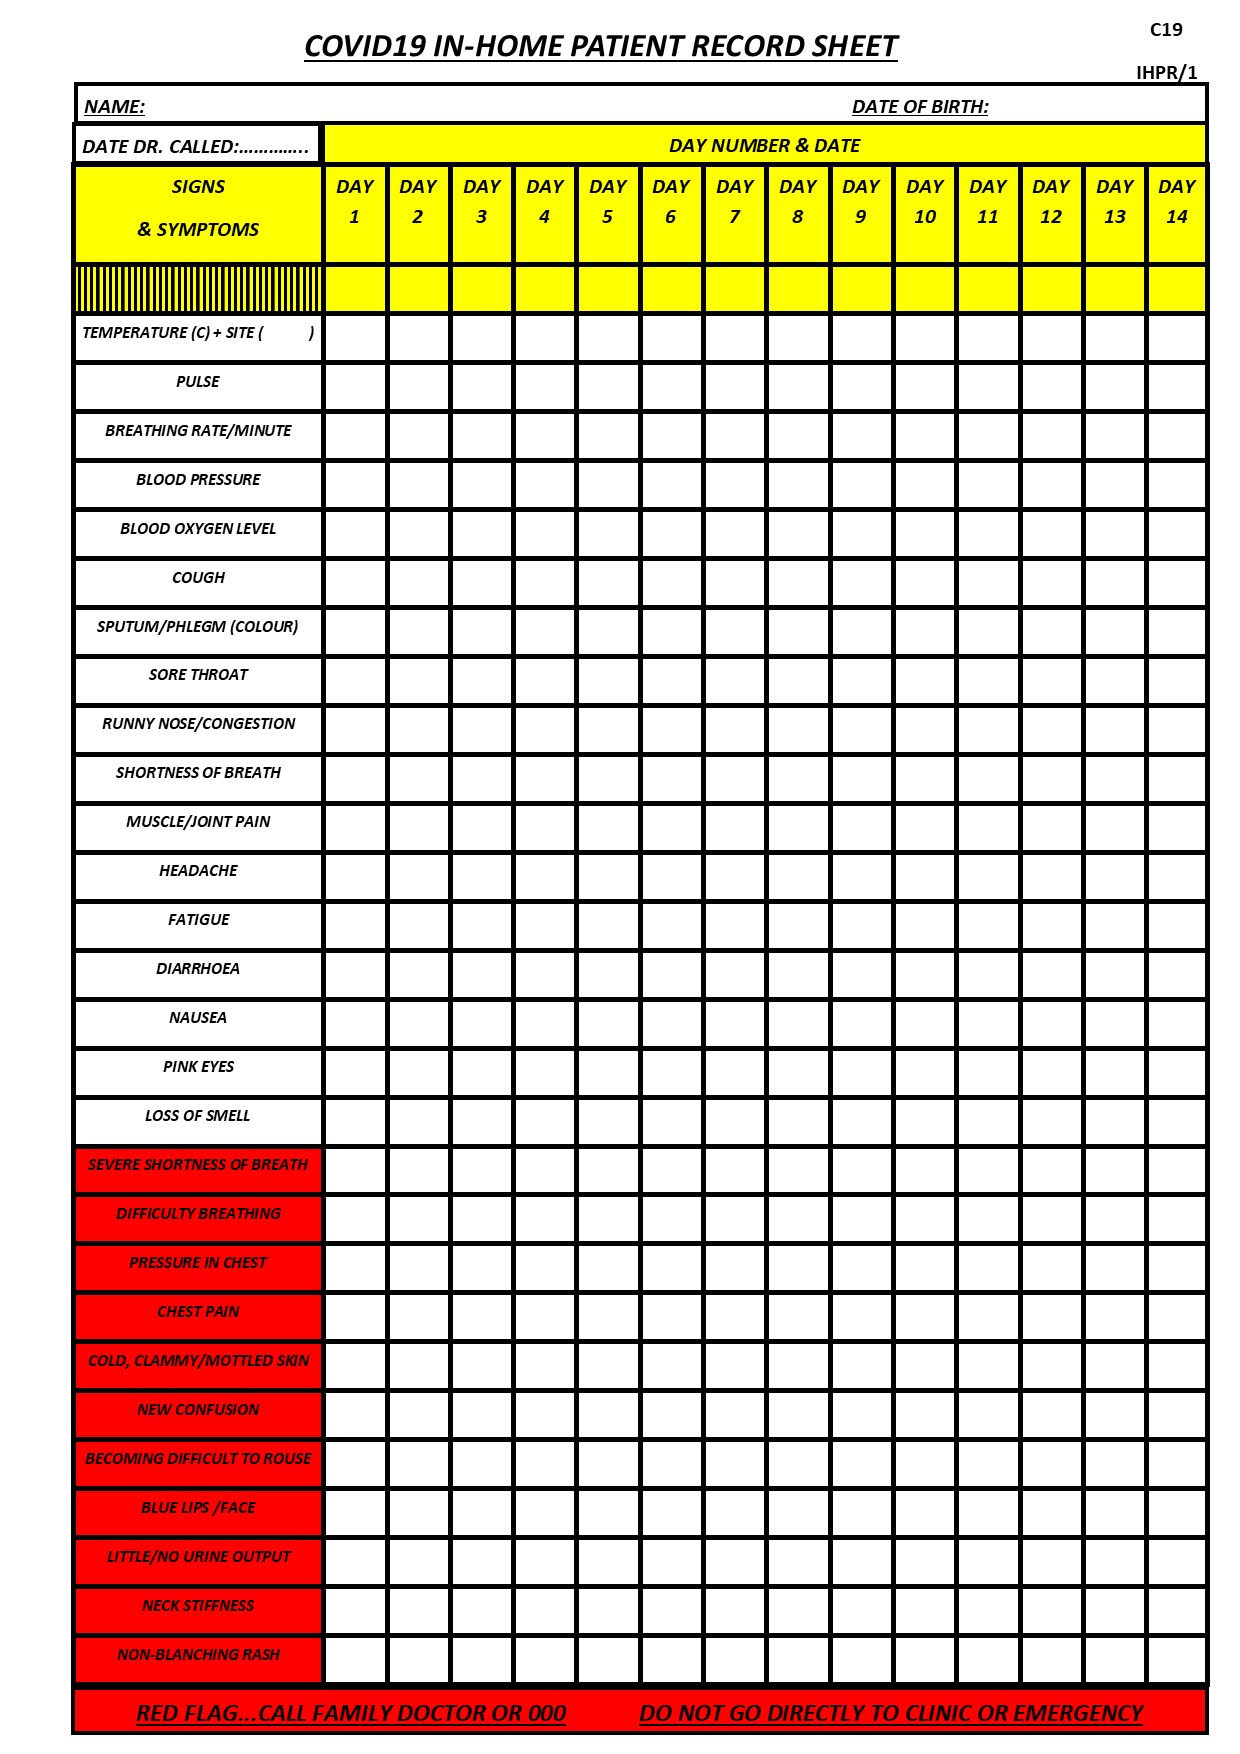 COVID19 IN-HOME PATIENT RECORD SHEET
C19
IHPR/1
NAME: DATE OF BIRTH:
DATE DR. CALLED:………….. DAY NUMBER & DATE
SIGNS
& SYMPTOMS
DAY 1
DAY 2
DAY 3
DAY 4
DAY 5
DAY 6
DAY 7
DAY 8
DAY 9
DAY 10
DAY 11
DAY 12
DAY 13
DAY 14
TEMPERATURE (C) + SITE ( )
PULSE
BREATHING RATE/MINUTE
BLOOD PRESSURE
BLOOD OXYGEN LEVEL
COUGH
SPUTUM/PHLEGM (COLOUR)
SORE THROAT
RUNNY NOSE/CONGESTION
SHORTNESS OF BREATH
MUSCLE/JOINT PAIN
HEADACHE
FATIGUE
DIARRHOEA
NAUSEA
PINK EYES
LOSS OF SMELL
SEVERE SHORTNESS OF BREATH
DIFFICULTY BREATHING
PRESSURE IN CHEST
CHEST PAIN
COLD, CLAMMY/MOTTLED SKIN
NEW CONFUSION
BECOMING DIFFICULT TO ROUSE
BLUE LIPS /FACE
LITTLE/NO URINE OUTPUT
NECK STIFFNESS
NON-BLANCHING RASH
RED FLAG...CALL FAMILY DOCTOR OR 000 DO NOT GO DIRECTLY TO CLINIC OR EMERGENCY